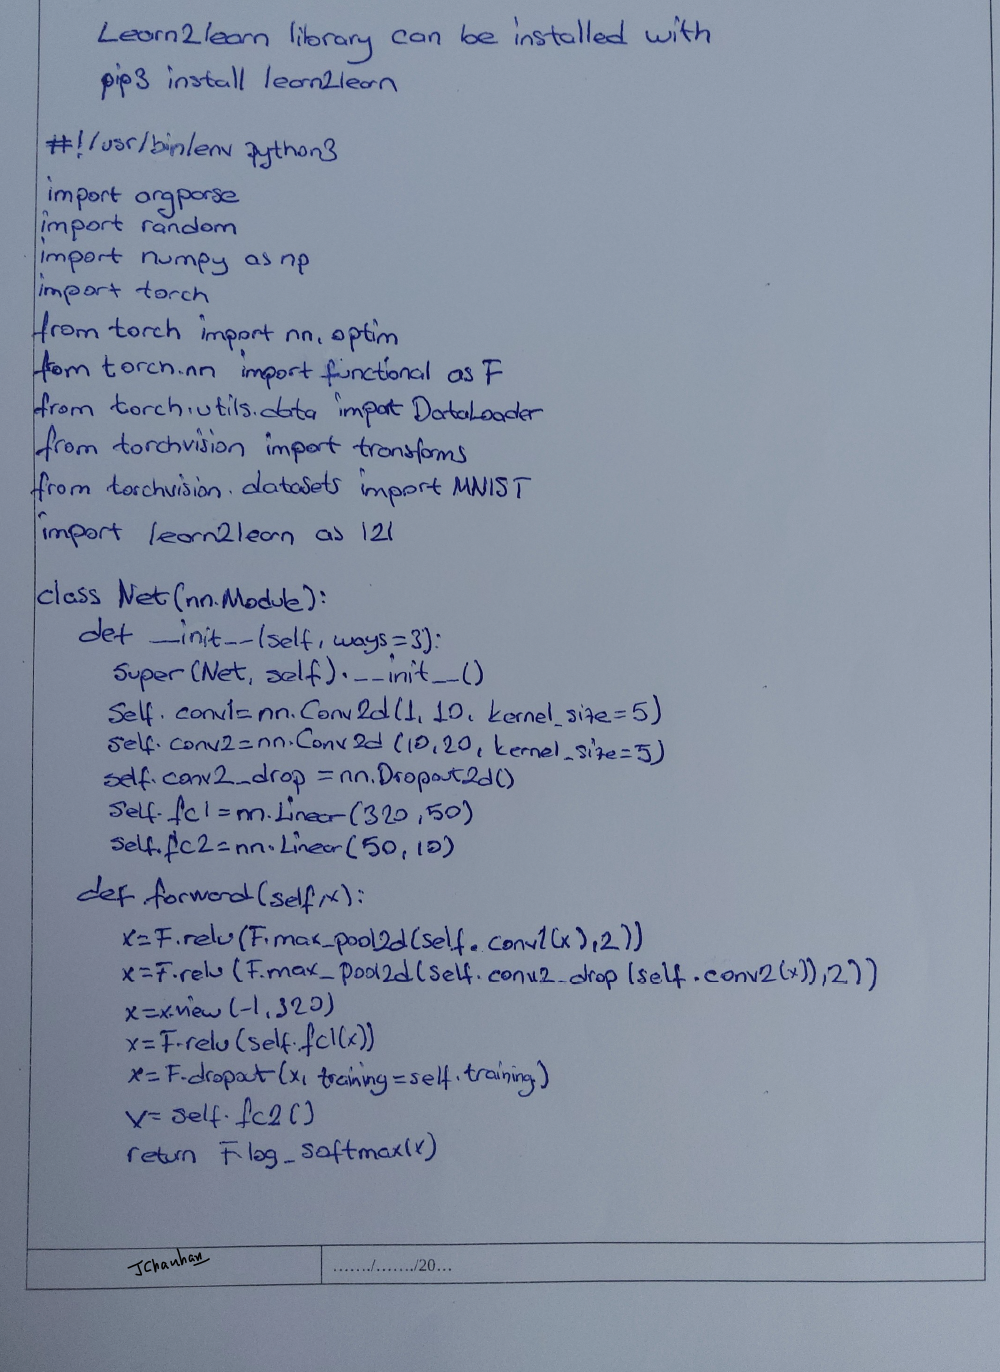 Learn2learn library can be installed with
pip3 install learn2learn
#!/usr/bin/env python3
import argparse
import random
import numpy as np
import torch
from torch import nn, optim
from torch.nn import functional as F
from torch.utils.data import DataLoader
from torchvision import transforms
from torchvision.datasets import MNIST
import learn2learn as l2l
class Net(nn.Module):
def __init__(self, ways=3):
super(Net, self).__init__()
self.conv1=nn.Conv2d(1, 10, kernel_size=5)
self.conv2=nn.Conv2d(10,20, kernel_size=5)
self.conv2_drop=nn.Dropout2d()
self.fc1=nn.Linear(320,50)
self.fc2=nn.Linear(50,10)
def forward(self,x):
x=F.relu(F.max_pool2d(self.conv1(x),2))
x=F.relu(F.max_pool2d(self.conv2_drop(self.conv2(x)),2))
x=x.view(-1,320)
x=F.relu(self.fc1(x))
x=F.dropout(x, training=self.training)
x=self.fc2()
return F.log_softmax(x)
JChauhan
......./......./20...